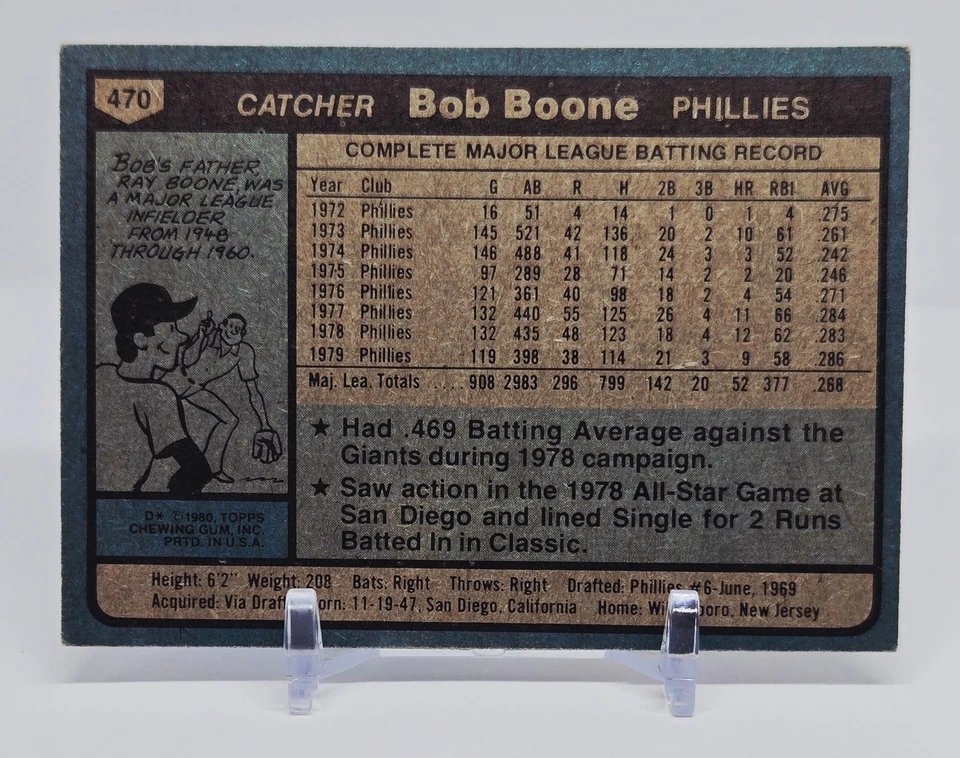 470 CATCHER Bob Boone PHILLIES
BOB'S FATHER,
RAY BOONE, WAS
A MAJOR LEAGUE
INFIELDER
FROM 1948
THROUGH 1960.
D* ©1980, TOPPS
CHEWING GUM, INC.
PRTD. IN U.S.A.
COMPLETE MAJOR LEAGUE BATTING RECORD
Year Club G AB R H 2B 3B HR RBI AVG
1972 Phillies 16 51 4 14 1 0 1 4 .275
1973 Phillies 145 521 42 136 20 2 10 61 .261
1974 Phillies 146 488 41 118 24 3 3 52 .242
1975 Phillies 97 289 28 71 14 2 2 20 .246
1976 Phillies 121 361 40 98 18 2 4 54 .271
1977 Phillies 132 440 55 125 26 4 11 66 .284
1978 Phillies 132 435 48 123 18 4 12 62 .283
1979 Phillies 119 398 38 114 21 3 9 58 .286
Maj. Lea. Totals .... 908 2983 296 799 142 20 52 377 .268
★ Had .469 Batting Average against the
Giants during 1978 campaign.
★ Saw action in the 1978 All-Star Game at
San Diego and lined Single for 2 Runs
Batted In in Classic.
Height: 6'2" Weight: 208 Bats: Right Throws: Right Drafted: Phillies #6-June, 1969
Acquired: Via Draft 11-19-47, San Diego, California Home: New Jersey